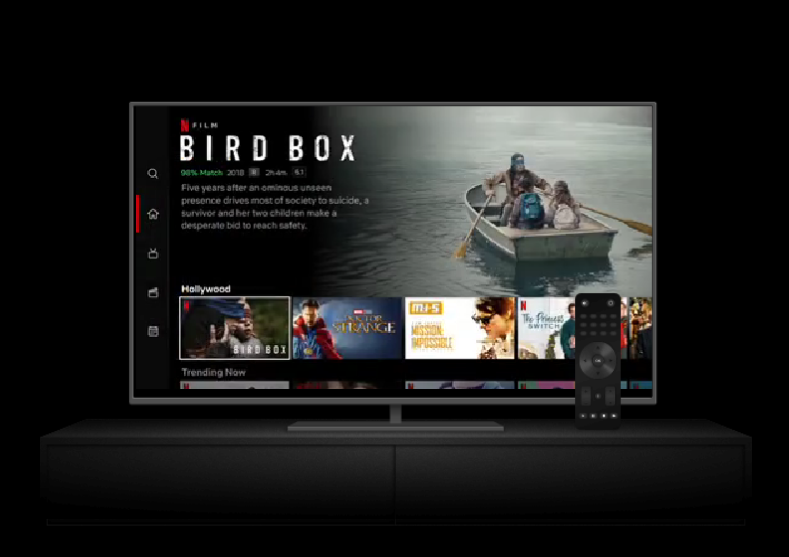 N FILM
BIRD BOX
98% Match 2018 R 2h 4m 5.1
Five years after an ominous unseen
presence drives most of society to suicide, a
survivor and her two children make a
desperate bid to reach safety.
Hollywood
N
BIRD BOX
DOCTOR
STRANGE
M:I-5
MISSION:
IMPOSSIBLE
N
The Princess
SWITCH
Trending Now